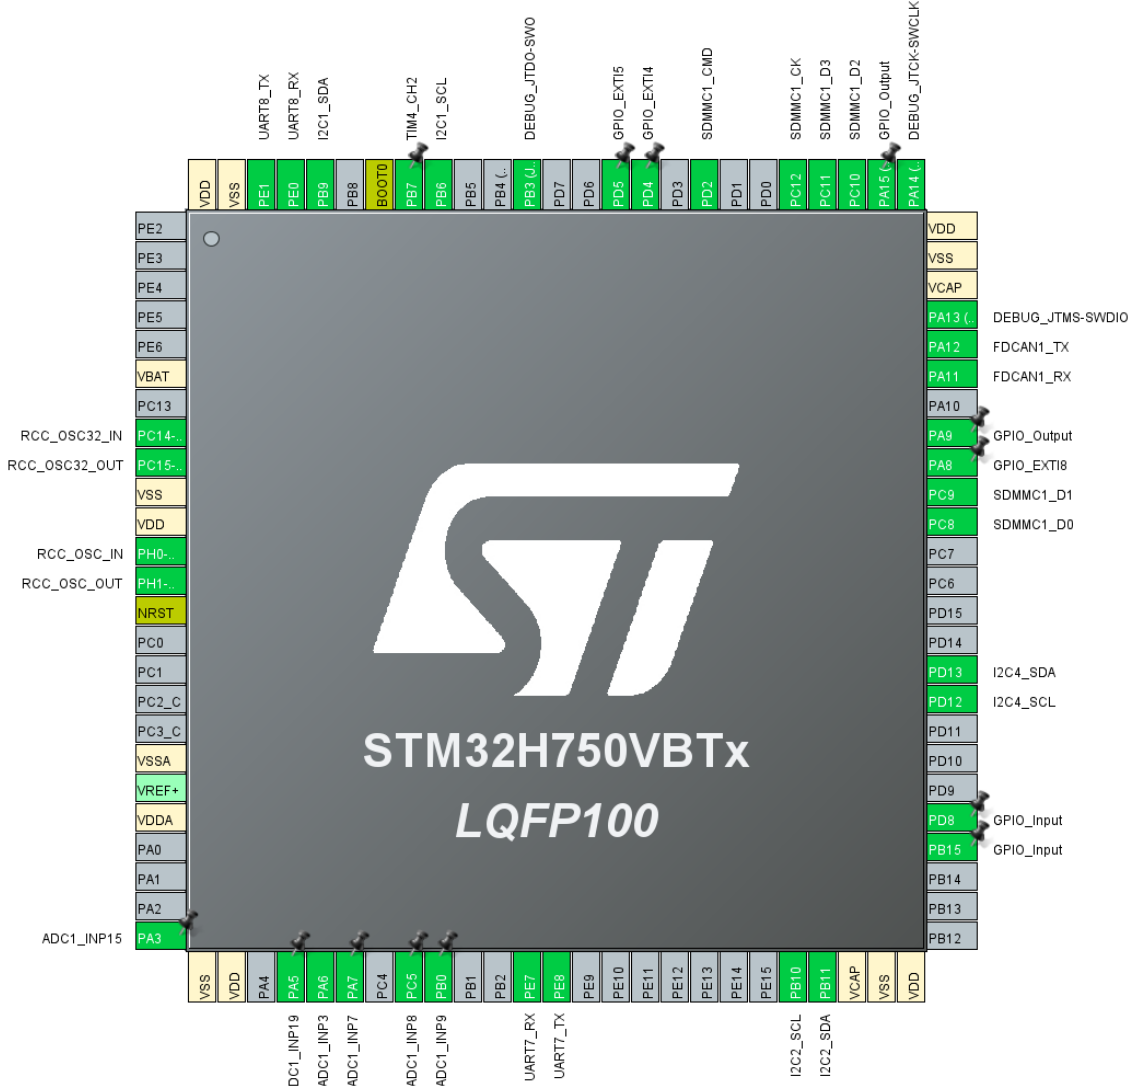 UART8_TX
UART8_RX
I2C1_SDA
TIM4_CH2
I2C1_SCL
DEBUG_JTDO-SWO
GPIO_EXTI5
GPIO_EXTI4
SDMMC1_CMD
SDMMC1_CK
SDMMC1_D3
SDMMC1_D2
GPIO_Output
DEBUG_JTCK-SWCLK
VDD
VSS
PE1
PE0
PB9
PB8
BOOT0
PB7
PB6
PB5
PB4 (..
PB3 (J..
PD7
PD6
PD5
PD4
PD3
PD2
PD1
PD0
PC12
PC11
PC10
PA15 (..
PA14 (..
PE2
PE3
PE4
PE5
PE6
VBAT
PC13
RCC_OSC32_IN PC14-..
RCC_OSC32_OUT PC15-..
VSS
VDD
RCC_OSC_IN PH0-..
RCC_OSC_OUT PH1-..
NRST
PC0
PC1
PC2_C
PC3_C
VSSA
VREF+
VDDA
PA0
PA1
PA2
ADC1_INP15 PA3
STM32H750VBTx
LQFP100
VDD
VSS
VCAP
PA13 (.. DEBUG_JTMS-SWDIO
PA12 FDCAN1_TX
PA11 FDCAN1_RX
PA10
PA9 GPIO_Output
PA8 GPIO_EXTI8
PC9 SDMMC1_D1
PC8 SDMMC1_D0
PC7
PC6
PD15
PD14
PD13 I2C4_SDA
PD12 I2C4_SCL
PD11
PD10
PD9
PD8 GPIO_Input
PB15 GPIO_Input
PB14
PB13
PB12
VSS
VDD
PA4
PA5
PA6
PA7
PC4
PC5
PB0
PB1
PB2
PE7
PE8
PE9
PE10
PE11
PE12
PE13
PE14
PE15
PB10
PB11
VCAP
VSS
VDD
DC1_INP19
ADC1_INP3
ADC1_INP7
ADC1_INP8
ADC1_INP9
UART7_RX
UART7_TX
I2C2_SCL
I2C2_SDA